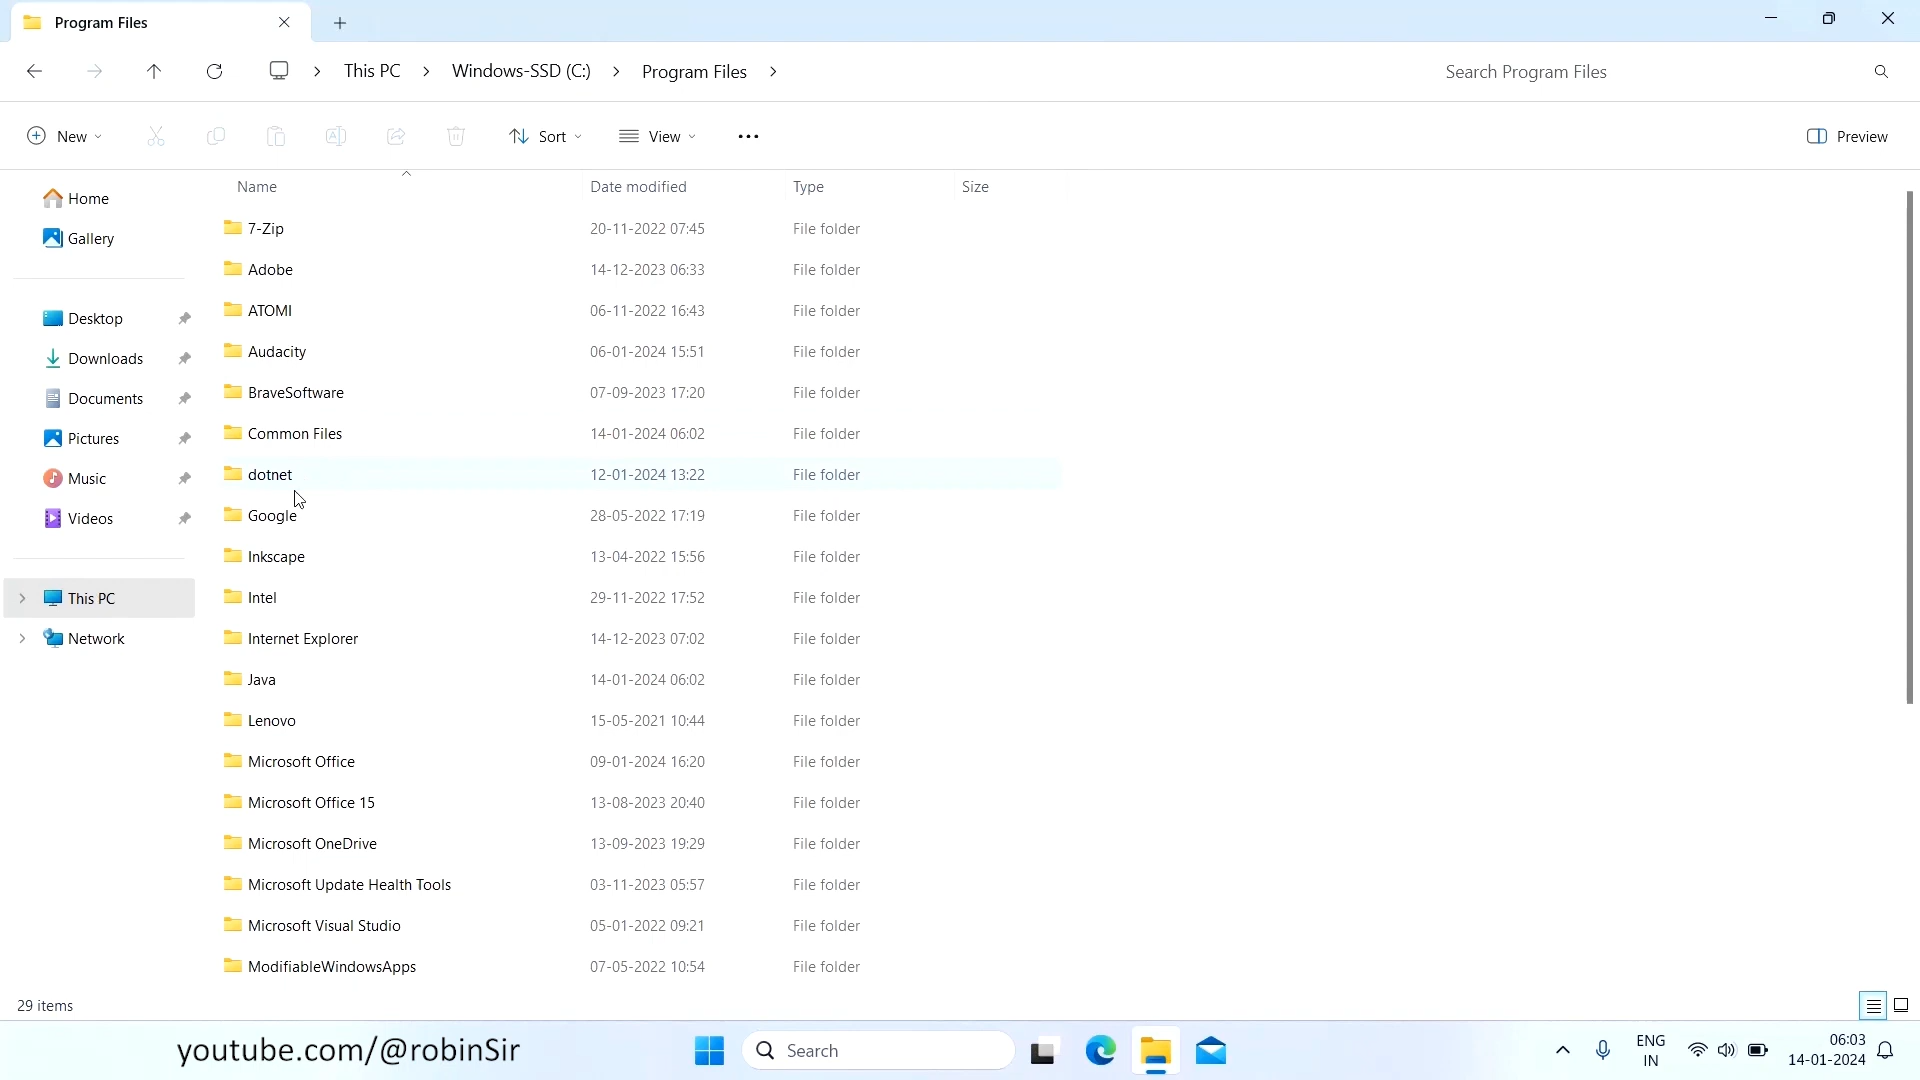 Program Files
This PC
Windows-SSD (C:)
Program Files
Search Program Files
New
Sort
View
Preview
Home
Gallery
Desktop
Downloads
Documents
Pictures
Music
Videos
This PC
Network
Name Date modified Type Size
7-Zip 20-11-2022 07:45 File folder
Adobe 14-12-2023 06:33 File folder
ATOMI 06-11-2022 16:43 File folder
Audacity 06-01-2024 15:51 File folder
BraveSoftware 07-09-2023 17:20 File folder
Common Files 14-01-2024 06:02 File folder
dotnet 12-01-2024 13:22 File folder
Google 28-05-2022 17:19 File folder
Inkscape 13-04-2022 15:56 File folder
Intel 29-11-2022 17:52 File folder
Internet Explorer 14-12-2023 07:02 File folder
Java 14-01-2024 06:02 File folder
Lenovo 15-05-2021 10:44 File folder
Microsoft Office 09-01-2024 16:20 File folder
Microsoft Office 15 13-08-2023 20:40 File folder
Microsoft OneDrive 13-09-2023 19:29 File folder
Microsoft Update Health Tools 03-11-2023 05:57 File folder
Microsoft Visual Studio 05-01-2022 09:21 File folder
ModifiableWindowsApps 07-05-2022 10:54 File folder
29 items
youtube.com/@robinSir
Search
ENG
IN
06:03
14-01-2024